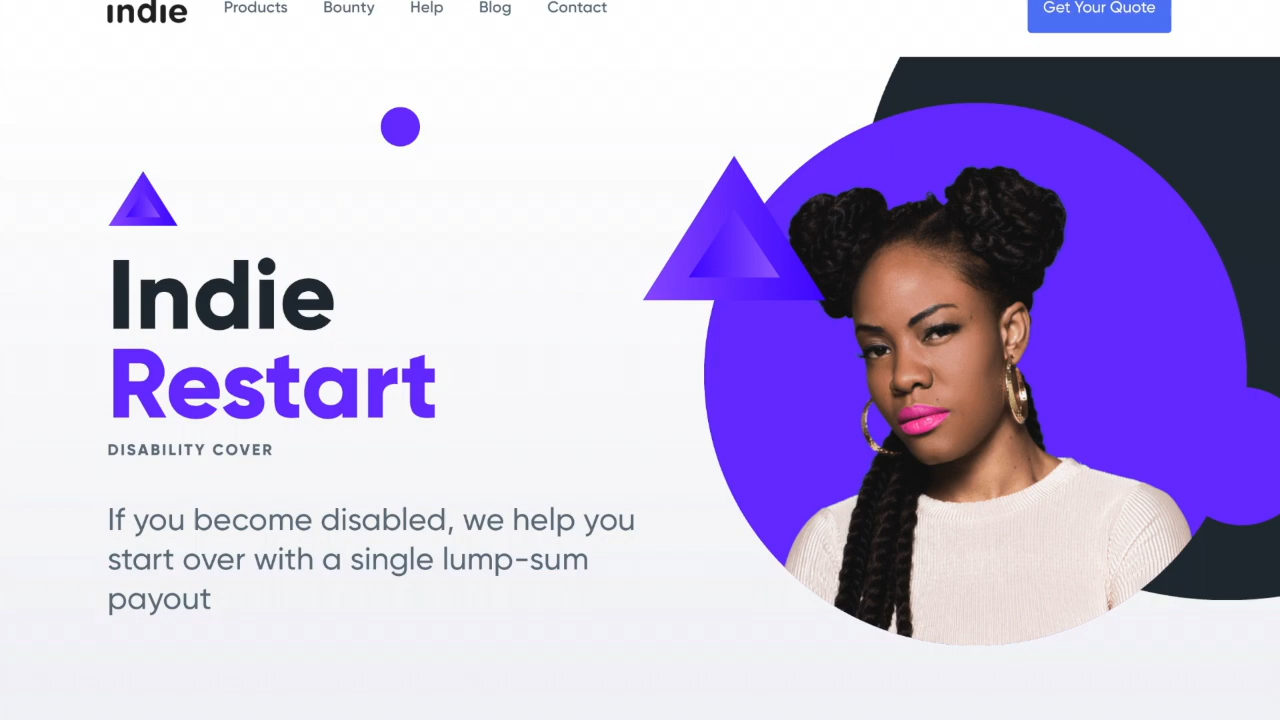 indie
Products Bounty Help Blog Contact
Get Your Quote
Indie
Restart
DISABILITY COVER
If you become disabled, we help you
start over with a single lump-sum
payout